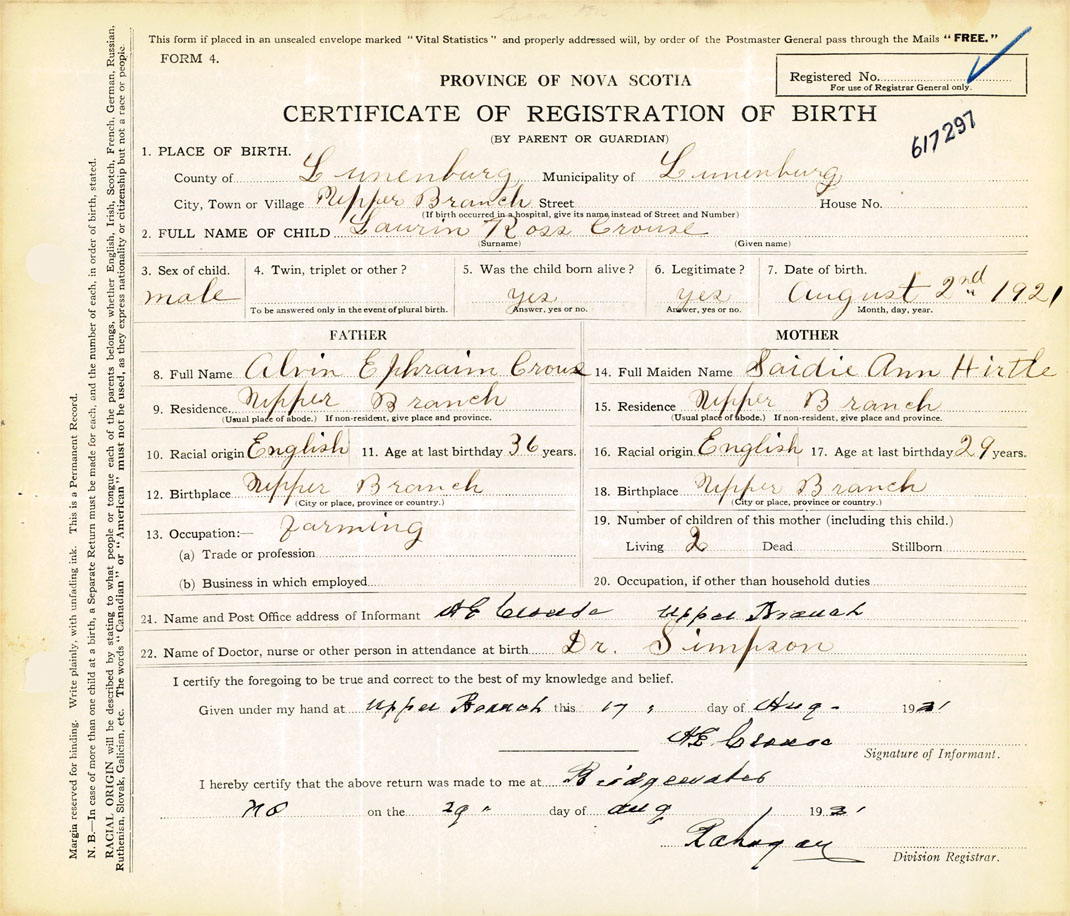 This form if placed in an unsealed envelope marked "Vital Statistics" and properly addressed will, by order of the Postmaster General pass through the Mails "FREE."
FORM 4.
Registered No.
For use of Registrar General only.
PROVINCE OF NOVA SCOTIA
CERTIFICATE OF REGISTRATION OF BIRTH
(BY PARENT OR GUARDIAN)
617297
1. PLACE OF BIRTH.
County of Lunenburg Municipality of Lunenburg
City, Town or Village Upper Branch Street House No.
(If birth occurred in a hospital, give its name instead of Street and Number)
2. FULL NAME OF CHILD Laurin Ross Crouse
(Surname) (Given name)
3. Sex of child. 4. Twin, triplet or other? 5. Was the child born alive? 6. Legitimate? 7. Date of birth.
male yes yes August 2nd 1921
To be answered only in the event of plural birth. Answer, yes or no. Answer, yes or no. Month, day, year.
FATHER MOTHER
8. Full Name Alvin Ephraim Crouse 14. Full Maiden Name Saidie Ann Hirtle
9. Residence Upper Branch 15. Residence Upper Branch
(Usual place of abode.) If non-resident, give place and province. (Usual place of abode.) If non-resident, give place and province.
10. Racial origin English 11. Age at last birthday 36 years. 16. Racial origin English 17. Age at last birthday 29 years.
12. Birthplace Upper Branch 18. Birthplace Upper Branch
(City or place, province or country.) (City or place, province or country.)
13. Occupation:— Farming 19. Number of children of this mother (including this child.)
(a) Trade or profession Living 2 Dead Stillborn
(b) Business in which employed 20. Occupation, if other than household duties
21. Name and Post Office address of Informant AE Crouse Upper Branch
22. Name of Doctor, nurse or other person in attendance at birth Dr. Simpson
I certify the foregoing to be true and correct to the best of my knowledge and belief.
Given under my hand at Upper Branch this 17 " day of Aug - 1921
AE Crouse
Signature of Informant.
I hereby certify that the above return was made to me at Bridgewater
NS on the 29 " day of Aug 1921
Division Registrar.
Margin reserved for binding. Write plainly, with unfading ink. This is a Permanent Record.
N. B.—In case of more than one child at a birth, a Separate Return must be made for each, and the number of each, in order of birth, stated.
RACIAL ORIGIN will be described by stating to what people or tongue each of the parents belongs, whether English, Irish, Scotch, French, German, Russian,
Ruthenian, Slovak, Galician, etc. The words "Canadian" or "American" must not be used, as they express nationality or citizenship but not a race or people.